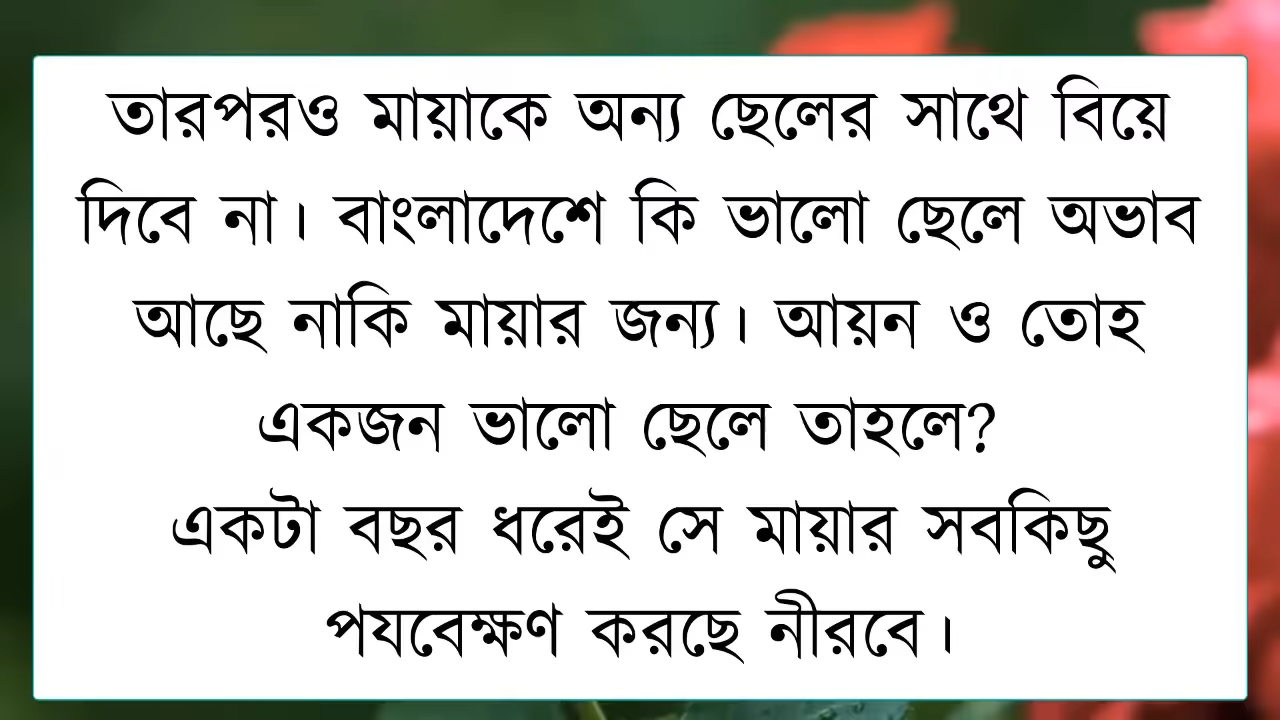 তারপরও মায়াকে অন্য ছেলের সাথে বিয়ে
দিবে না। বাংলাদেশে কি ভালো ছেলে অভাব
আছে নাকি মায়ার জন্য। আয়ন ও তোহ
একজন ভালো ছেলে তাহলে?
একটা বছর ধরেই সে মায়ার সবকিছু
পযবেক্ষণ করছে নীরবে।